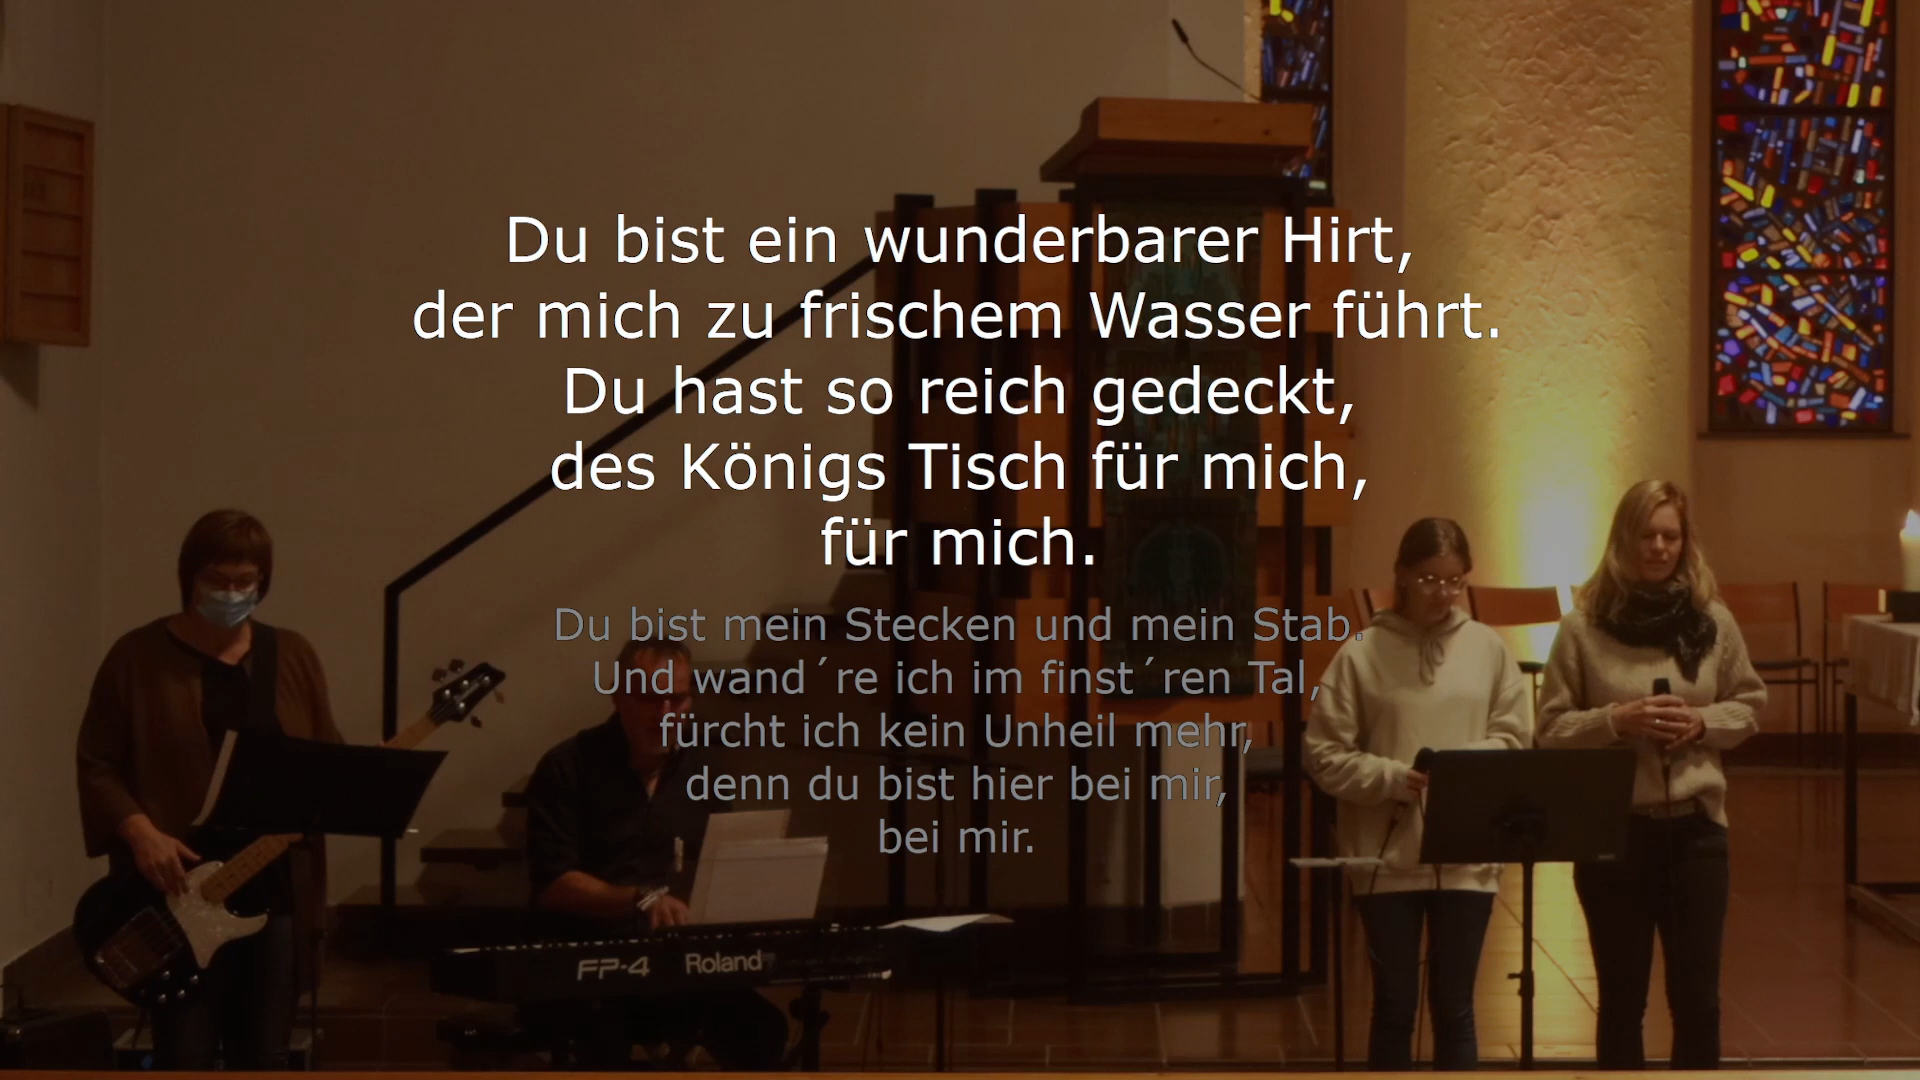 Du bist ein wunderbarer Hirt,
der mich zu frischem Wasser führt.
Du hast so reich gedeckt,
des Königs Tisch für mich,
für mich.
Du bist mein Stecken und mein Stab.
Und wand´re ich im finst´ren Tal,
fürcht ich kein Unheil mehr,
denn du bist hier bei mir,
bei mir.
FP-4 Roland